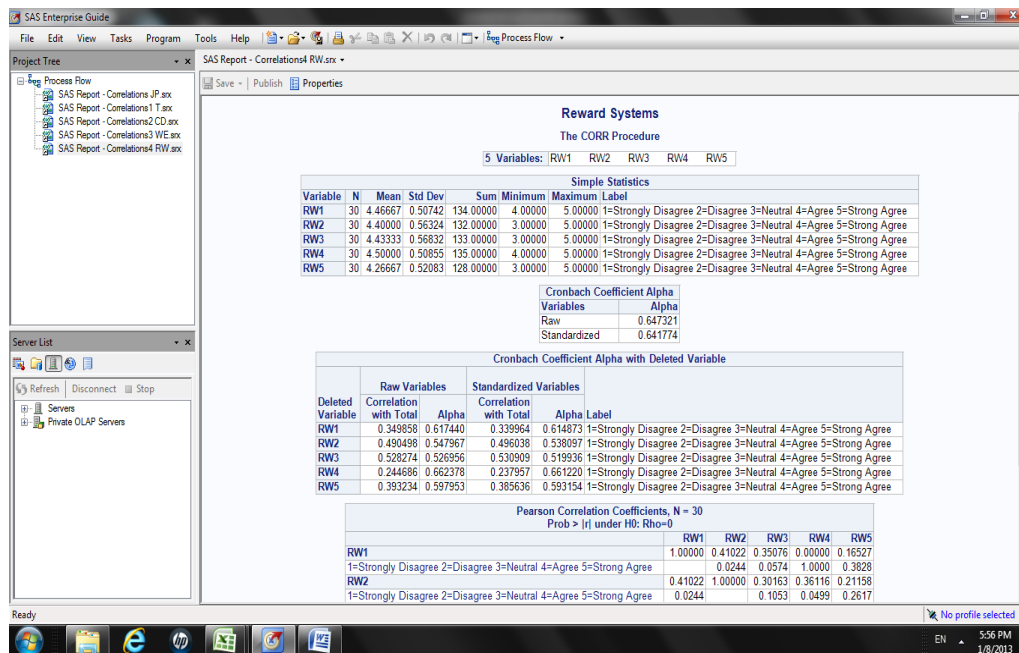 SAS Enterprise Guide
File Edit View Tasks Program Tools Help Process Flow
Project Tree
Process Flow
SAS Report - Correlations JP.srx
SAS Report - Correlations1 T.srx
SAS Report - Correlations2 CD.srx
SAS Report - Correlations3 WE.srx
SAS Report - Correlations4 RW.srx
Server List
Refresh Disconnect Stop
Servers
Private OLAP Servers
SAS Report - Correlations4 RW.srx
Save Publish Properties
Reward Systems
The CORR Procedure
5 Variables: RW1 RW2 RW3 RW4 RW5
Simple Statistics
Variable N Mean Std Dev Sum Minimum Maximum Label
RW1 30 4.46667 0.50742 134.00000 4.00000 5.00000 1=Strongly Disagree 2=Disagree 3=Neutral 4=Agree 5=Strong Agree
RW2 30 4.40000 0.56324 132.00000 3.00000 5.00000 1=Strongly Disagree 2=Disagree 3=Neutral 4=Agree 5=Strong Agree
RW3 30 4.43333 0.56832 133.00000 3.00000 5.00000 1=Strongly Disagree 2=Disagree 3=Neutral 4=Agree 5=Strong Agree
RW4 30 4.50000 0.50855 135.00000 4.00000 5.00000 1=Strongly Disagree 2=Disagree 3=Neutral 4=Agree 5=Strong Agree
RW5 30 4.26667 0.52083 128.00000 3.00000 5.00000 1=Strongly Disagree 2=Disagree 3=Neutral 4=Agree 5=Strong Agree
Cronbach Coefficient Alpha
Variables Alpha
Raw 0.647321
Standardized 0.641774
Cronbach Coefficient Alpha with Deleted Variable
Raw Variables Standardized Variables
Deleted Correlation Correlation
Variable with Total Alpha with Total Alpha Label
RW1 0.349858 0.617440 0.339964 0.614873 1=Strongly Disagree 2=Disagree 3=Neutral 4=Agree 5=Strong Agree
RW2 0.490498 0.547967 0.496038 0.538097 1=Strongly Disagree 2=Disagree 3=Neutral 4=Agree 5=Strong Agree
RW3 0.528274 0.526956 0.530909 0.519936 1=Strongly Disagree 2=Disagree 3=Neutral 4=Agree 5=Strong Agree
RW4 0.244686 0.662378 0.237957 0.661220 1=Strongly Disagree 2=Disagree 3=Neutral 4=Agree 5=Strong Agree
RW5 0.393234 0.597953 0.385636 0.593154 1=Strongly Disagree 2=Disagree 3=Neutral 4=Agree 5=Strong Agree
Pearson Correlation Coefficients, N = 30
Prob > |r| under H0: Rho=0
RW1 RW2 RW3 RW4 RW5
RW1 1.00000 0.41022 0.35076 0.00000 0.16527
1=Strongly Disagree 2=Disagree 3=Neutral 4=Agree 5=Strong Agree 0.0244 0.0574 1.0000 0.3828
RW2 0.41022 1.00000 0.30163 0.36116 0.21158
1=Strongly Disagree 2=Disagree 3=Neutral 4=Agree 5=Strong Agree 0.0244 0.1053 0.0499 0.2617
Ready
No profile selected
hp
EN
5:56 PM
1/8/2013